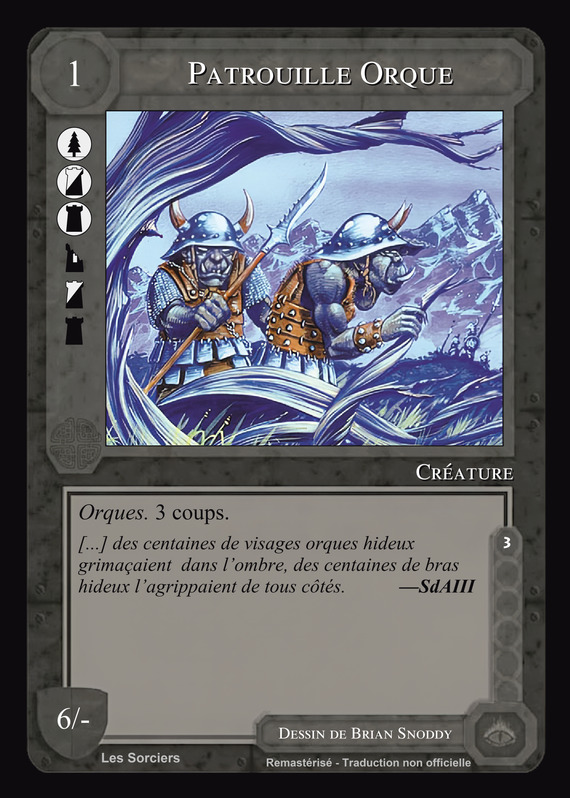 1
PATROUILLE ORQUE
CRÉATURE
Orques. 3 coups.
[...] des centaines de visages orques hideux
grimaçaient dans l'ombre, des centaines de bras
hideux l'agrippaient de tous côtés. —SdAIII
3
6/-
DESSIN DE BRIAN SNODDY
Les Sorciers
Remastérisé - Traduction non officielle